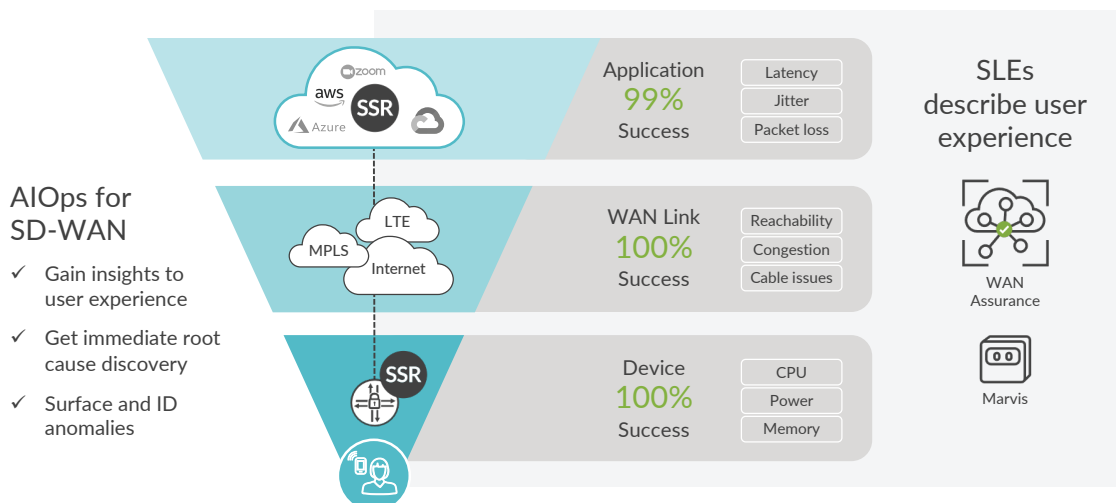 AIOps for
SD-WAN
✓ Gain insights to
user experience
✓ Get immediate root
cause discovery
✓ Surface and ID
anomalies
zoom
aws
SSR
Azure
LTE
MPLS
Internet
SSR
Application
99%
Success
Latency
Jitter
Packet loss
WAN Link
100%
Success
Reachability
Congestion
Cable issues
Device
100%
Success
CPU
Power
Memory
SLEs
describe user
experience
WAN
Assurance
Marvis